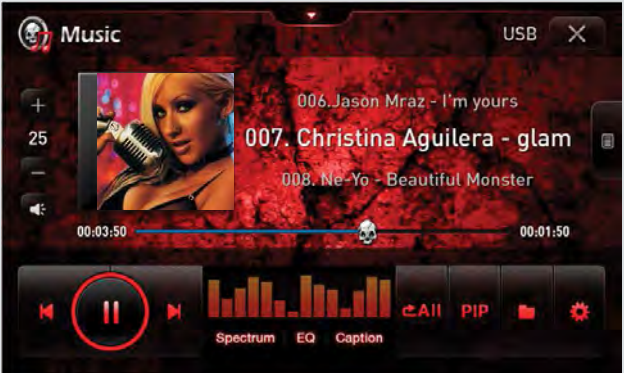 Music
USB
006.Jason Mraz - I'm yours
25
007. Christina Aguilera - glam
008. Ne-Yo - Beautiful Monster
00:03:50
00:01:50
All
PIP
Spectrum
EQ
Caption